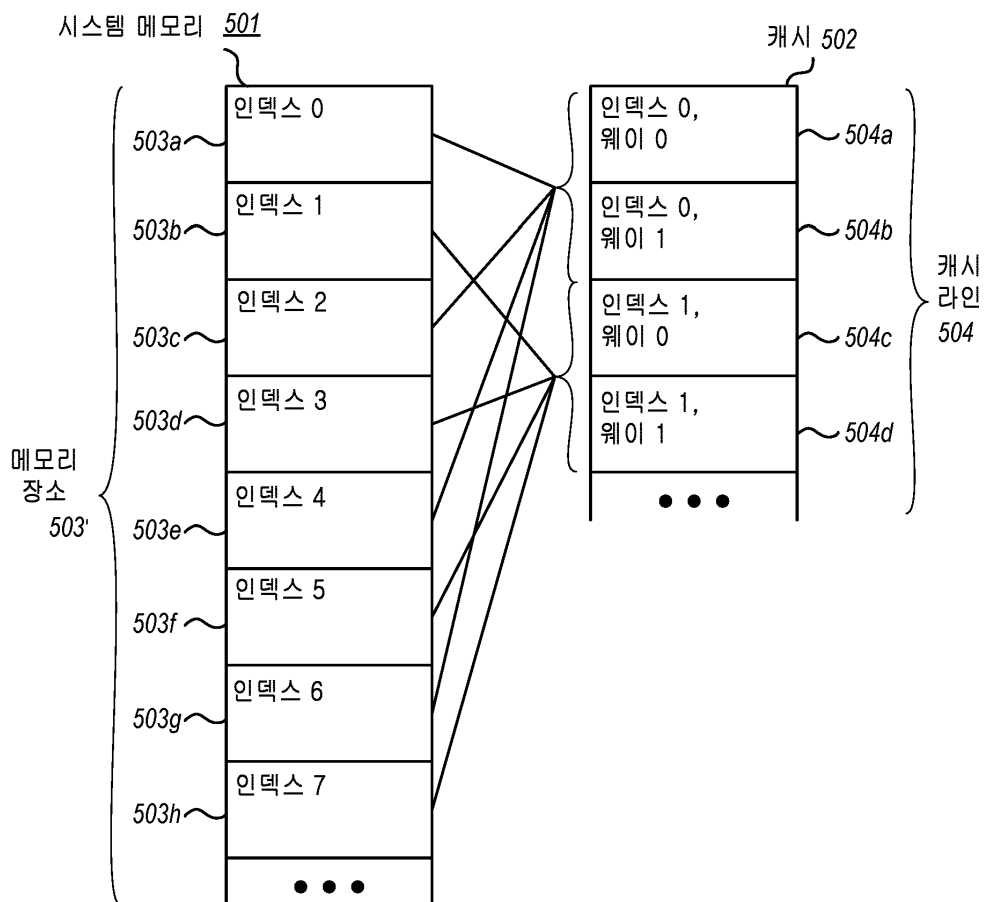 시스템 메모리 501
캐시 502
503a
인덱스 0
503b
인덱스 1
503c
인덱스 2
503d
인덱스 3
503e
인덱스 4
503f
인덱스 5
503g
인덱스 6
503h
인덱스 7
메모리
장소
503'
인덱스 0,
웨이 0
504a
인덱스 0,
웨이 1
504b
인덱스 1,
웨이 0
504c
인덱스 1,
웨이 1
504d
캐시
라인
504